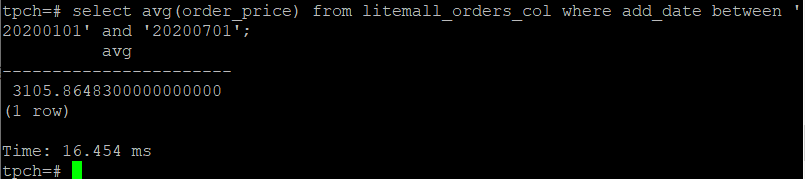 tpch=# select avg(order_price) from litemall_orders_col where add_date between '
20200101' and '20200701';
avg
-----------------------
3105.8648300000000000
(1 row)
Time: 16.454 ms
tpch=#